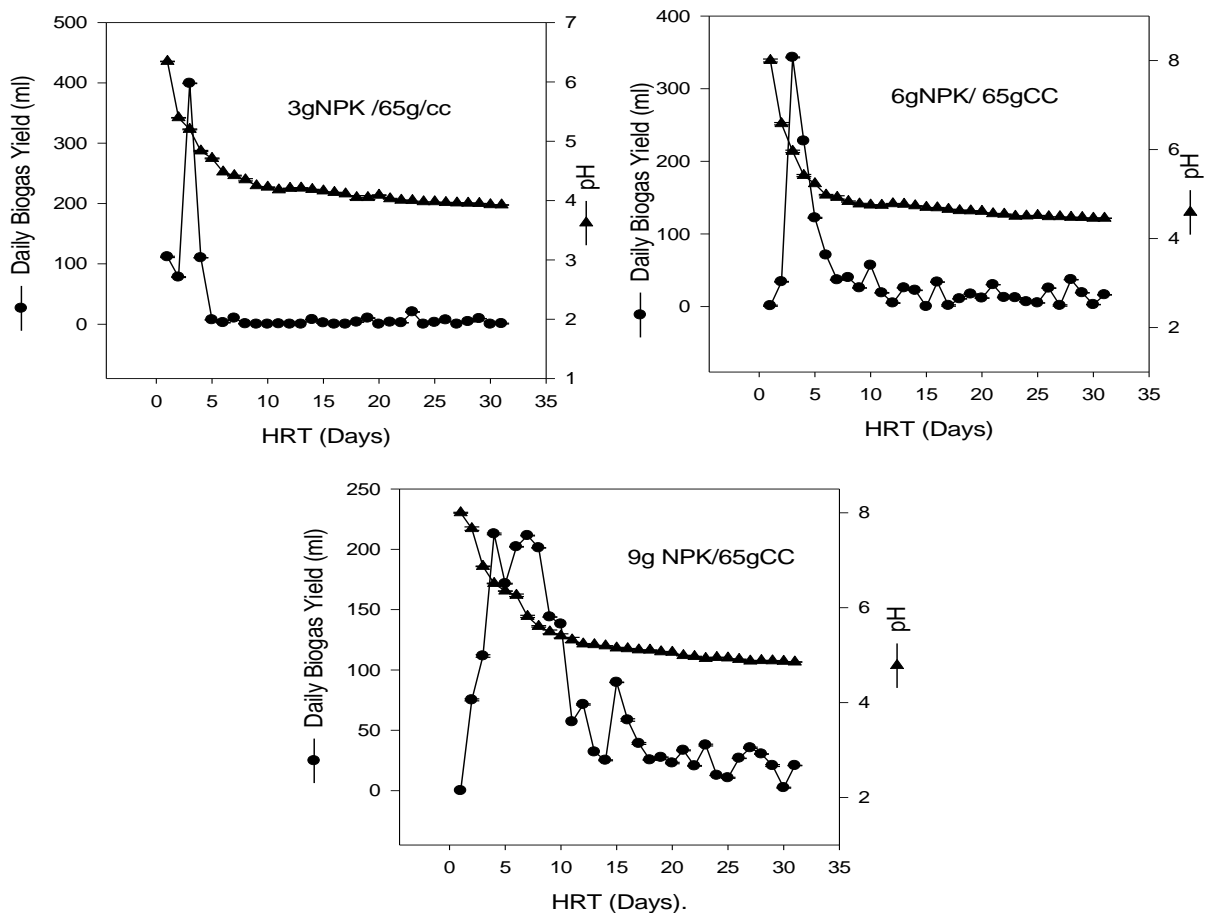 3gNPK /65g/cc
Daily Biogas Yield (ml)
500
400
300
200
100
0
pH
7
6
5
4
3
2
1
0 5 10 15 20 25 30 35
HRT (Days)
6gNPK/ 65gCC
Daily Biogas Yield (ml)
400
350
300
250
200
150
100
50
0
pH
8
6
4
2
0 5 10 15 20 25 30 35
HRT (Days)
9g NPK/65gCC
Daily Biogas Yield (ml)
250
200
150
100
50
0
pH
8
6
4
2
0 5 10 15 20 25 30 35
HRT (Days).